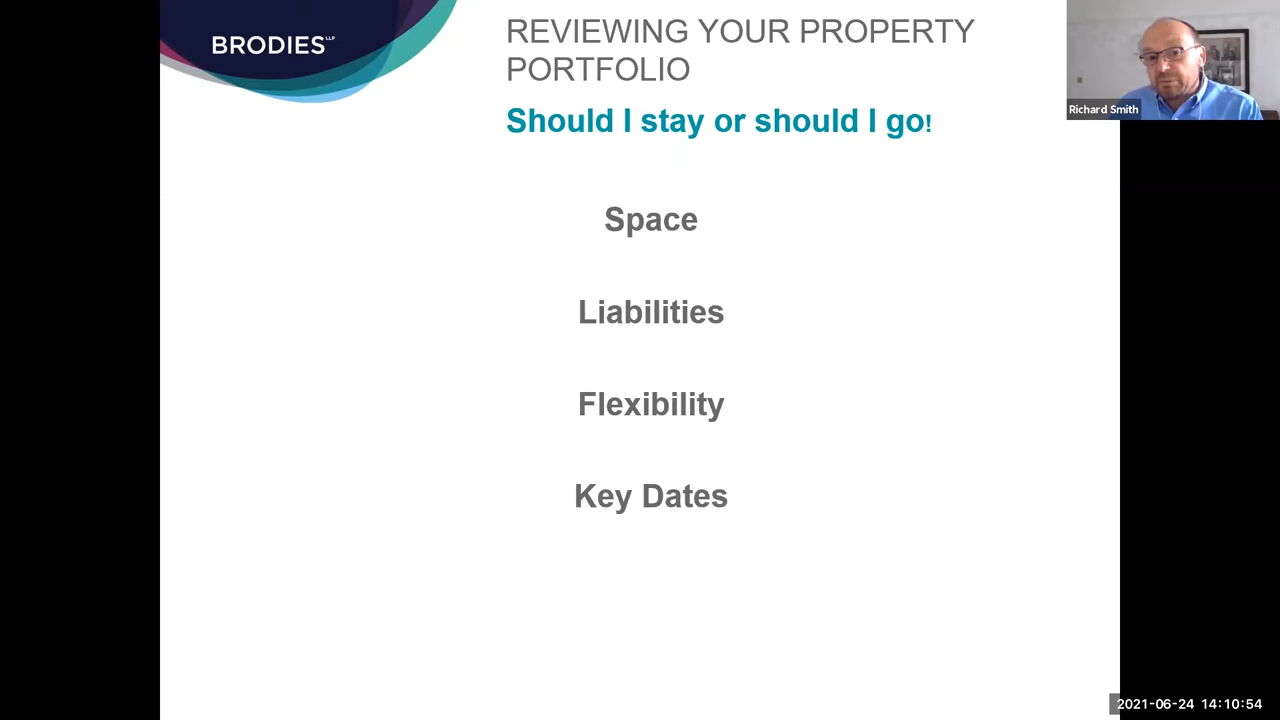 BRODIES LLP
REVIEWING YOUR PROPERTY
PORTFOLIO
Should I stay or should I go!
Space
Liabilities
Flexibility
Key Dates
Richard Smith
2021-06-24 14:10:54